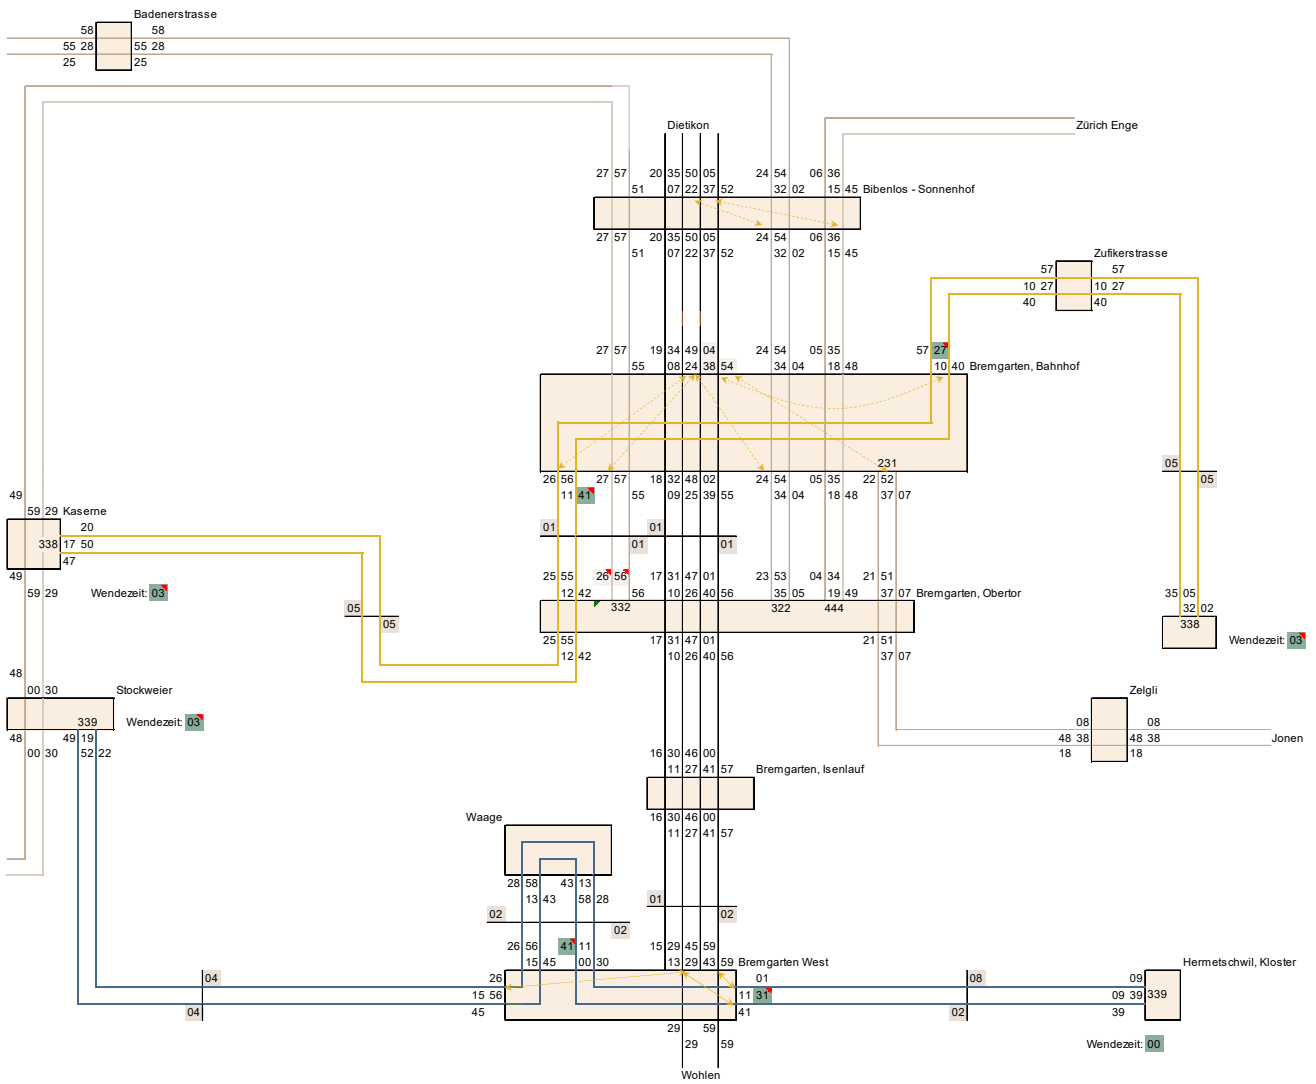 Badenerstrasse
58 58
55 28 55 28
25 25
Dietikon
Zürich Enge
27 57 20 35 50 05 24 54 06 36
51 07 22 37 52 32 02 15 45 Bibenlos - Sonnenhof
27 57 20 35 50 05 24 54 06 36
51 07 22 37 52 32 02 15 45
Zufikerstrasse
57 57
10 27 10 27
40 40
27 57 19 34 49 04 24 54 05 35 57 27
55 08 24 38 54 34 04 18 48 10 40 Bremgarten, Bahnhof
231
05
26 56 27 57 18 32 48 02 24 54 05 35 22 52 05
49 11 41 55 09 25 39 55 34 04 18 48 37 07
59 29 Kaserne
20 01 01
338 17 50 01 01
47
49 25 55 26 56 17 31 47 01 23 53 04 34 21 51
59 29 Wendezeit: 03 12 42 56 10 26 40 56 35 05 19 49 37 07 Bremgarten, Obertor 35 05
05 332 322 444 32 02
05 338
25 55 17 31 47 01 21 51 Wendezeit: 03
12 42 10 26 40 56 37 07
48
00 30 Stockweier Zelgli
339 Wendezeit: 03 08 08
48 49 19 48 38 48 38 Jonen
00 30 52 22 16 30 46 00 18 18
11 27 41 57 Bremgarten, Isenlauf
Waage 16 30 46 00
11 27 41 57
28 58 43 13
13 43 58 28 01
02 02
02
26 56 41 11 15 29 45 59
15 45 00 30 13 29 43 59 Bremgarten West Hermetschwil, Kloster
04 26 01 08 09
15 56 11 31 09 39 339
04 45 41 02 39
29 59
29 59 Wendezeit: 00
Wohlen